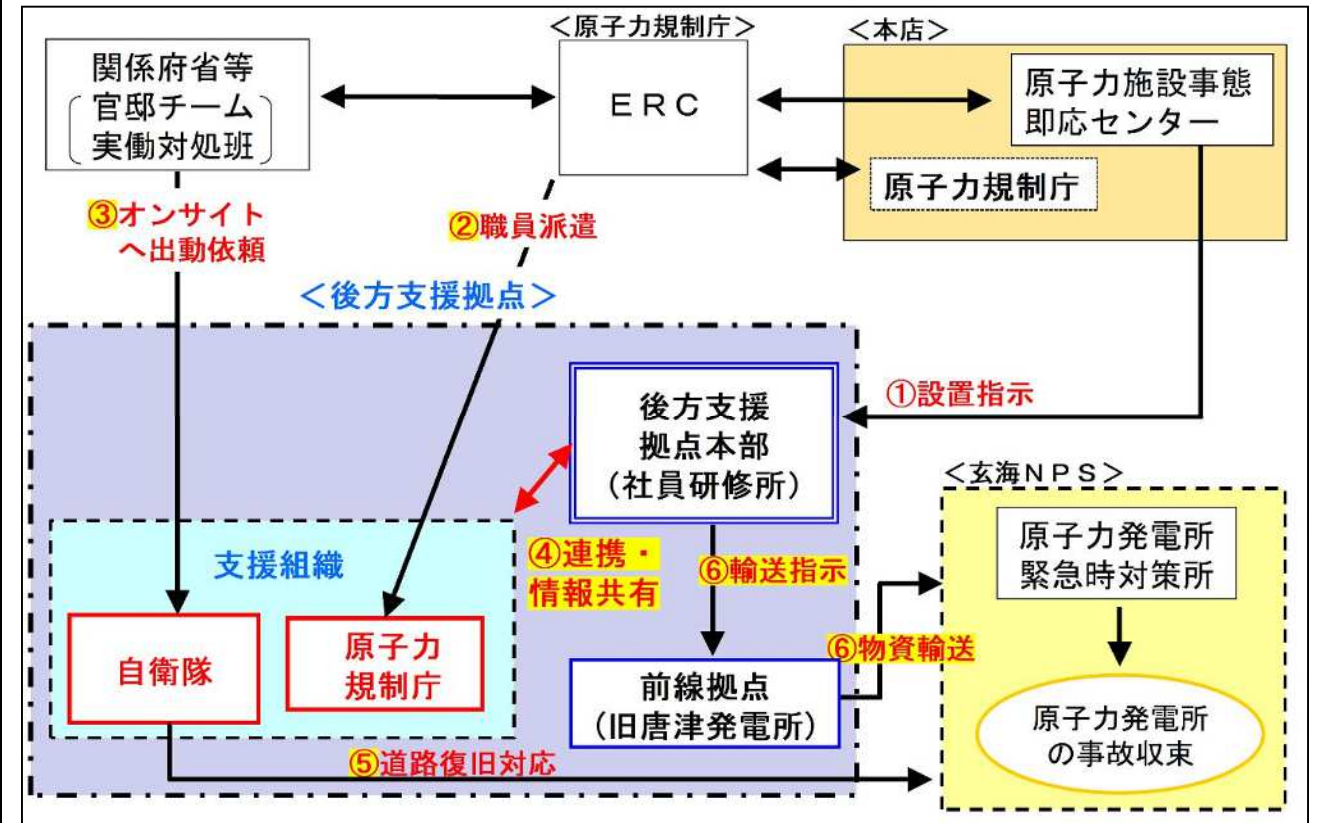 ＜原子力規制庁＞
＜本店＞
関係府省等
官邸チーム
実働対処班
ＥＲＣ
原子力施設事態
即応センター
原子力規制庁
③オンサイト
へ出動依頼
②職員派遣
＜後方支援拠点＞
①設置指示
後方支援
拠点本部
（社員研修所）
＜玄海ＮＰＳ＞
原子力発電所
緊急時対策所
支援組織
④連携・
情報共有
⑥輸送指示
自衛隊
原子力
規制庁
⑥物資輸送
前線拠点
（旧唐津発電所）
原子力発電所
の事故収束
⑤道路復旧対応